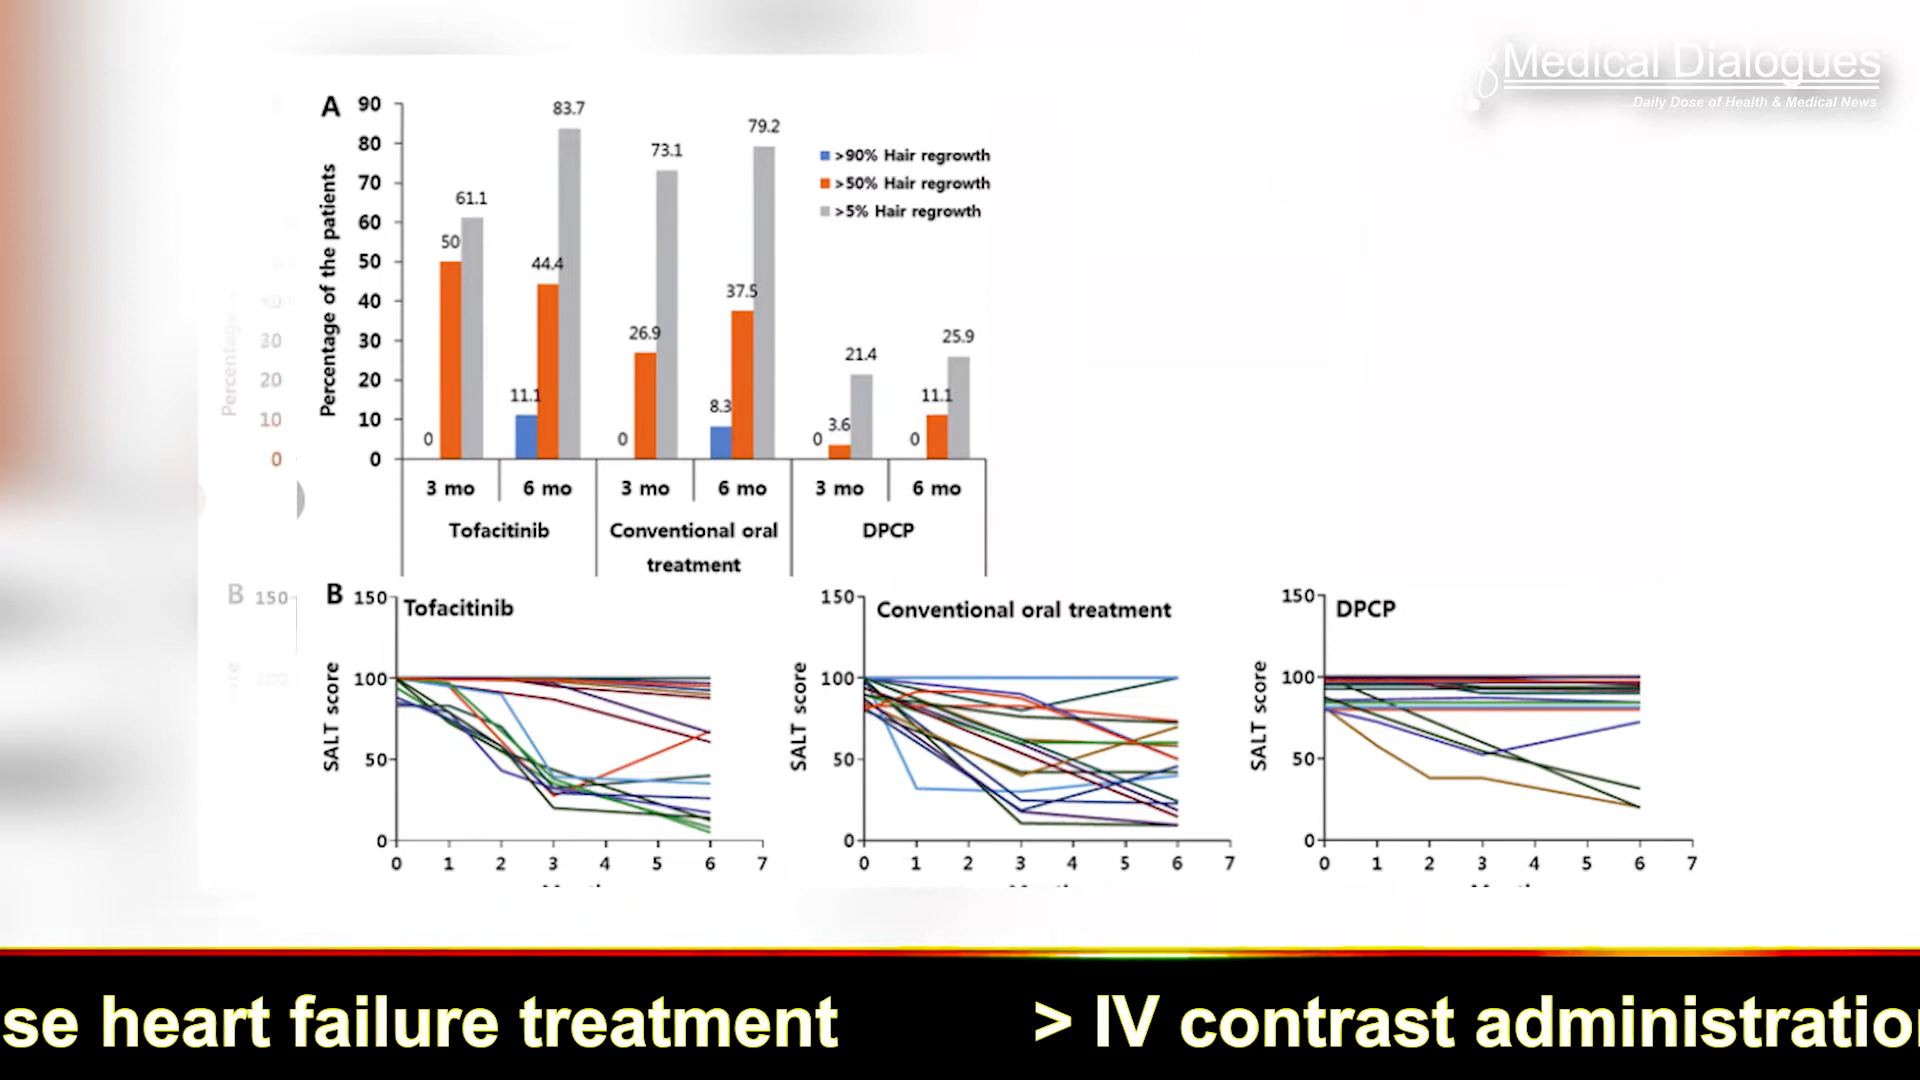 Medical Dialogues
Daily Dose of Health & Medical News
A
Percentage of the patients
90
80
70
60
50
40
30
20
10
0
>90% Hair regrowth
>50% Hair regrowth
>5% Hair regrowth
0 50 61.1
11.1 44.4 83.7
0 26.9 73.1
8.3 37.5 79.2
0 3.6 21.4
0 11.1 25.9
3 mo 6 mo 3 mo 6 mo 3 mo 6 mo
Tofacitinib Conventional oral treatment DPCP
Percentage
30
20
10
0
B 150
B
Tofacitinib
SALT score
150
100
50
0
0 1 2 3 4 5 6 7
Conventional oral treatment
SALT score
150
100
50
0
0 1 2 3 4 5 6 7
DPCP
SALT score
150
100
50
0
0 1 2 3 4 5 6 7
se heart failure treatment > IV contrast administratio